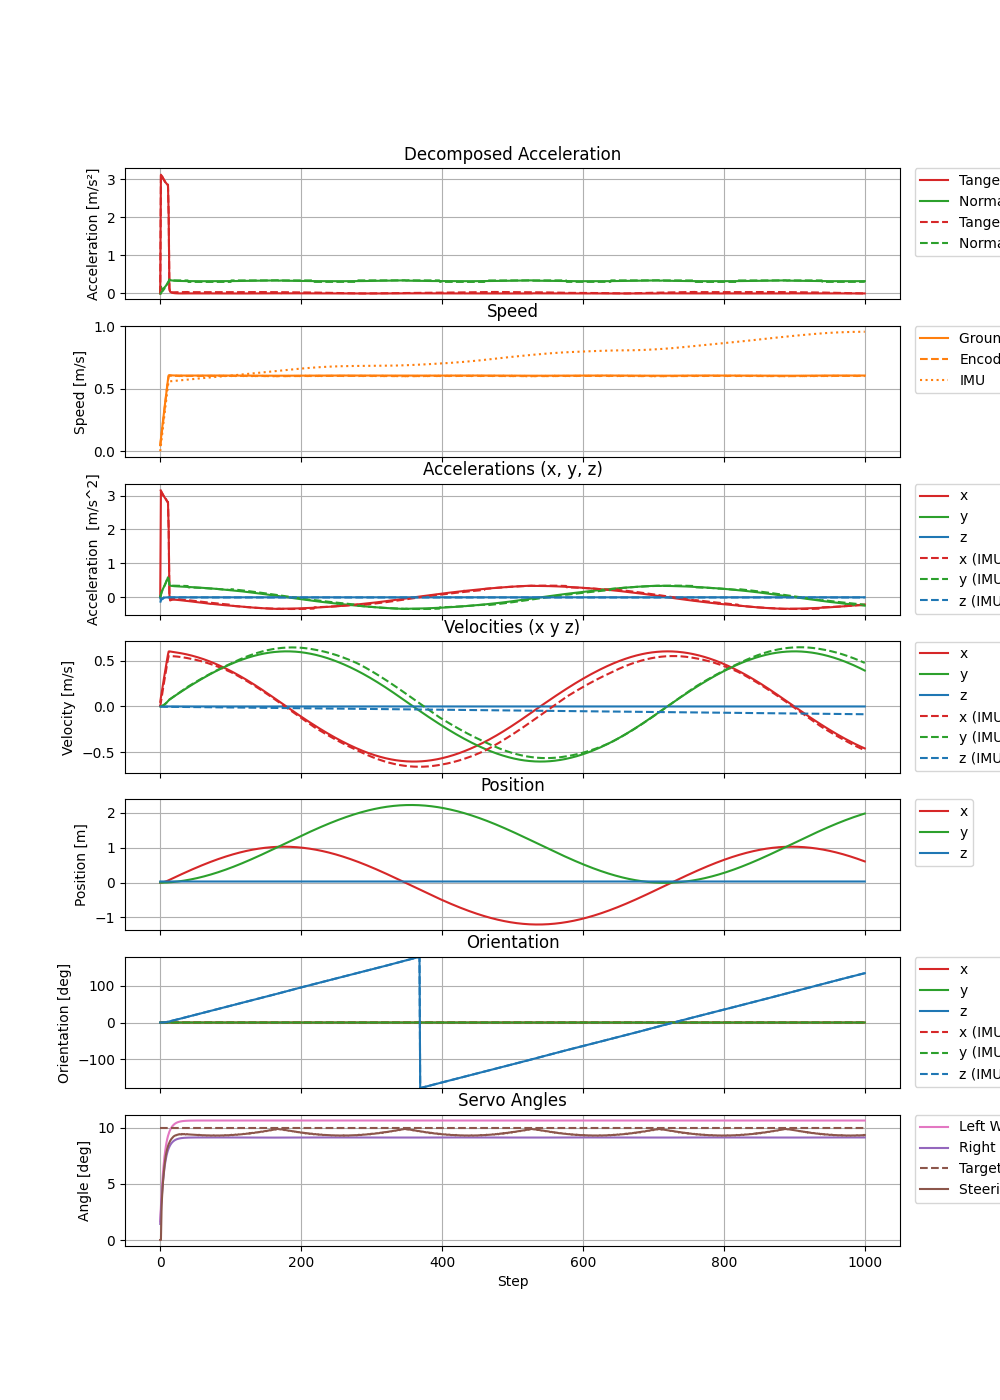 Decomposed Acceleration
Acceleration [m/s²]
3
2
1
0
Tange
Norma
Tange
Norma
Speed
Speed [m/s]
1.0
0.5
0.0
Groun
Encod
IMU
Accelerations (x, y, z)
Acceleration [m/s^2]
3
2
1
0
x
y
z
x (IMU
y (IMU
z (IMU
Velocities (x y z)
Velocity [m/s]
0.5
0.0
−0.5
x
y
z
x (IMU
y (IMU
z (IMU
Position
Position [m]
2
1
0
−1
x
y
z
Orientation
Orientation [deg]
100
0
−100
x
y
z
x (IMU
y (IMU
z (IMU
Servo Angles
Angle [deg]
10
5
0
Left W
Right
Target
Steeri
0 200 400 600 800 1000
Step